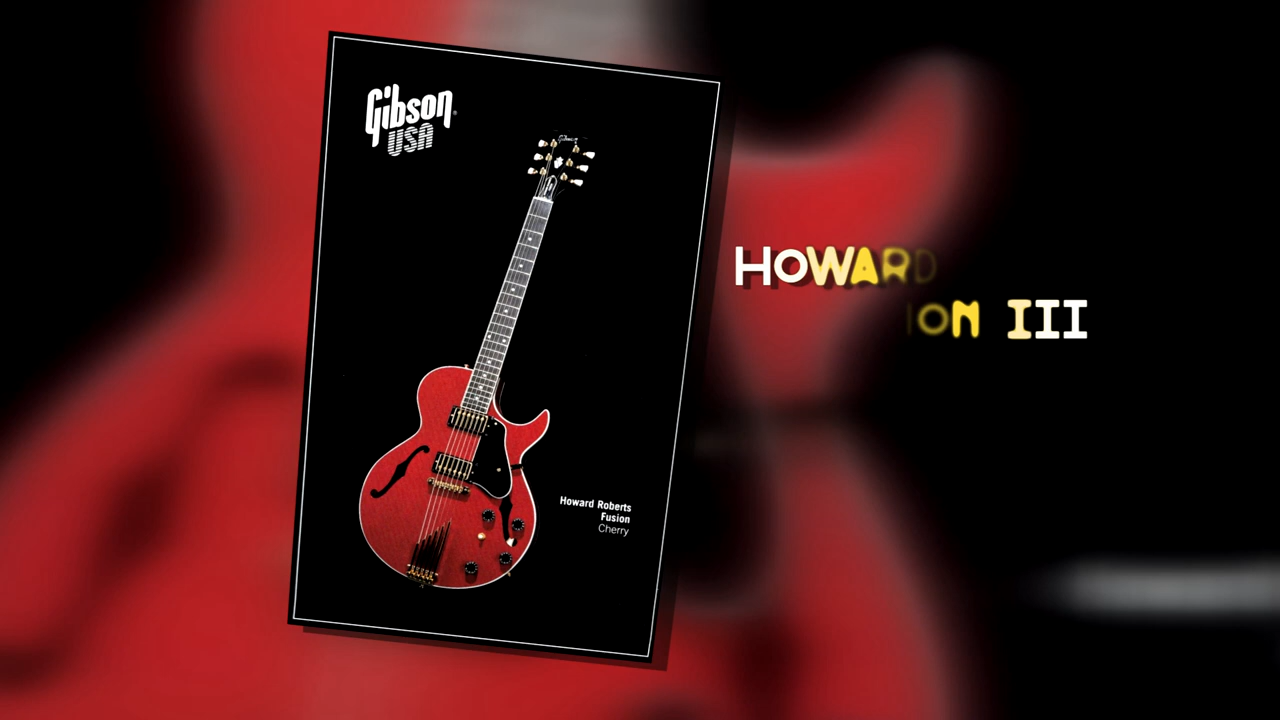 Gibson
USA
Howard Roberts
Fusion
Cherry
HOWARD
ION III